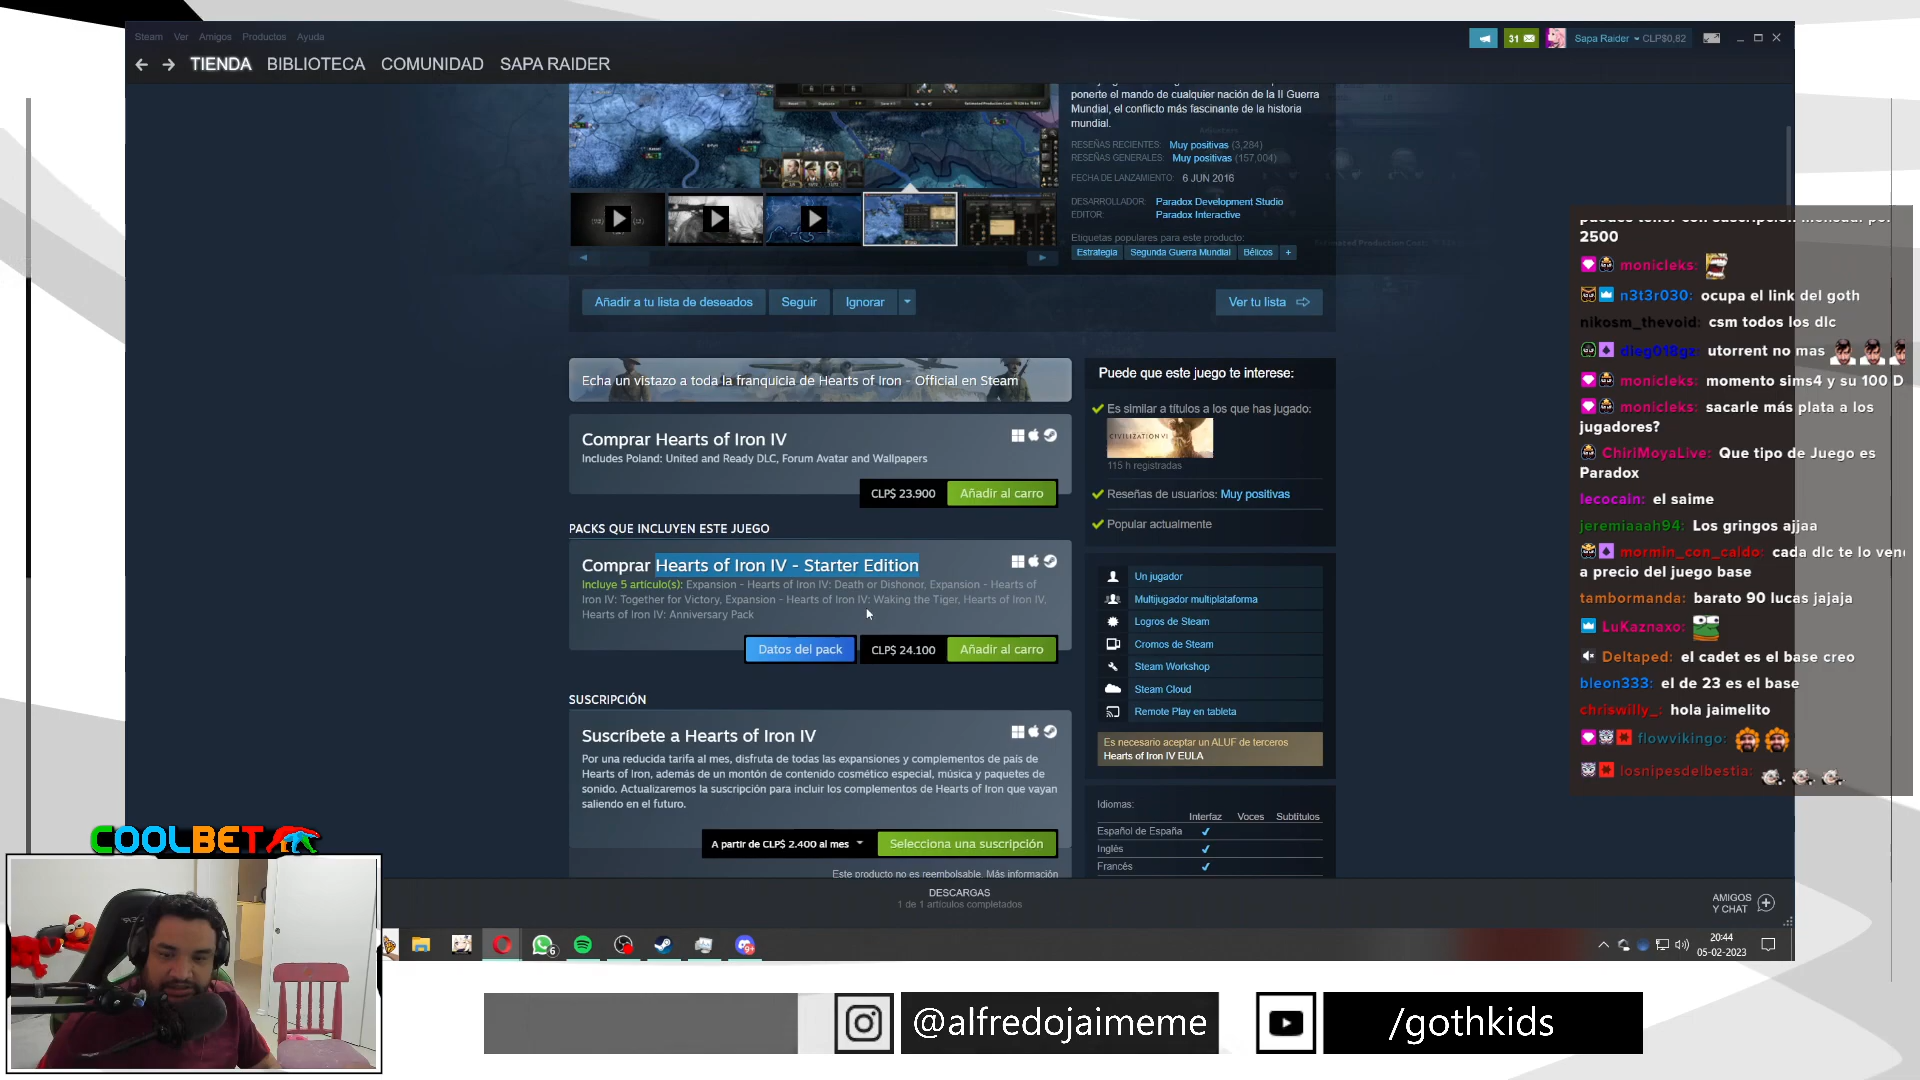 Steam Ver Amigos Productos Ayuda
31
Sapa Raider
CLP$0,82
TIENDA BIBLIOTECA COMUNIDAD SAPA RAIDER
ponerte el mando de cualquier nación de la II Guerra
Mundial, el conflicto más fascinante de la historia
mundial.
RESEÑAS RECIENTES: Muy positivas (3,284)
RESEÑAS GENERALES: Muy positivas (157,004)
FECHA DE LANZAMIENTO: 6 JUN 2016
DESARROLLADOR: Paradox Development Studio
EDITOR: Paradox Interactive
Etiquetas populares para este producto:
Estrategia Segunda Guerra Mundial Bélicos +
Añadir a tu lista de deseados Seguir Ignorar
Ver tu lista
Echa un vistazo a toda la franquicia de Hearts of Iron - Official en Steam
Comprar Hearts of Iron IV
Includes Poland: United and Ready DLC, Forum Avatar and Wallpapers
CLP$ 23.900 Añadir al carro
PACKS QUE INCLUYEN ESTE JUEGO
Comprar Hearts of Iron IV - Starter Edition
Incluye 5 artículo(s): Expansion - Hearts of Iron IV: Death or Dishonor, Expansion - Hearts of
Iron IV: Together for Victory, Expansion - Hearts of Iron IV: Waking the Tiger, Hearts of Iron IV,
Hearts of Iron IV: Anniversary Pack
Datos del pack CLP$ 24.100 Añadir al carro
SUSCRIPCIÓN
Suscríbete a Hearts of Iron IV
Por una reducida tarifa al mes, disfruta de todas las expansiones y complementos de país de
Hearts of Iron, además de un montón de contenido cosmético especial, música y paquetes de
sonido. Actualizaremos la suscripción para incluir los complementos de Hearts of Iron que vayan
saliendo en el futuro.
A partir de CLP$ 2.400 al mes Selecciona una suscripción
Este producto no es reembolsable. Más información
Puede que este juego te interese:
Es similar a títulos a los que has jugado:
CIVILIZATION VI
115 h registradas
Reseñas de usuarios: Muy positivas
Popular actualmente
Un jugador
Multijugador multiplataforma
Logros de Steam
Cromos de Steam
Steam Workshop
Steam Cloud
Remote Play en tableta
Es necesario aceptar un ALUF de terceros
Hearts of Iron IV EULA
Idiomas:
Interfaz Voces Subtítulos
Español de España
Inglés
Francés
DESCARGAS
1 de 1 artículos completados
AMIGOS
Y CHAT
puedes tener con suscripción mensual por
2500
monicleks:
n3t3r030: ocupa el link del goth
nikosm_thevoid: csm todos los dlc
dieg018gz: utorrent no mas
monicleks: momento sims4 y su 100 D
monicleks: sacarle más plata a los
jugadores?
ChiriMoyaLive: Que tipo de Juego es
Paradox
lecocain: el saime
jeremiaaah94: Los gringos ajjaa
mormin_con_caldo: cada dlc te lo ven
a precio del juego base
tambormanda: barato 90 lucas jajaja
LuKaznaxo:
Deltaped: el cadet es el base creo
bleon333: el de 23 es el base
chriswilly_: hola jaimelito
flowvikingo:
losnipesdelbestia:
COOLBET
6
20:44
05-02-2023
@alfredojaimeme
/gothkids